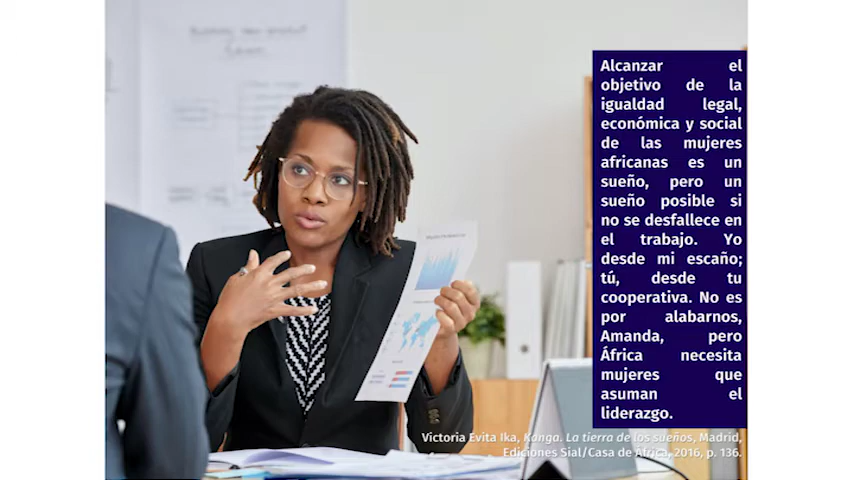 Alcanzar el
objetivo de la
igualdad legal,
económica y social
de las mujeres
africanas es un
sueño, pero un
sueño posible si
no se desfallece en
el trabajo. Yo
desde mi escaño;
tú, desde tu
cooperativa. No es
por alabarnos,
Amanda, pero
África necesita
mujeres que
asuman el
liderazgo.
Victoria Evita Ika, Kanga. La tierra de los sueños, Madrid,
Ediciones Sial/Casa de África, 2016, p. 136.